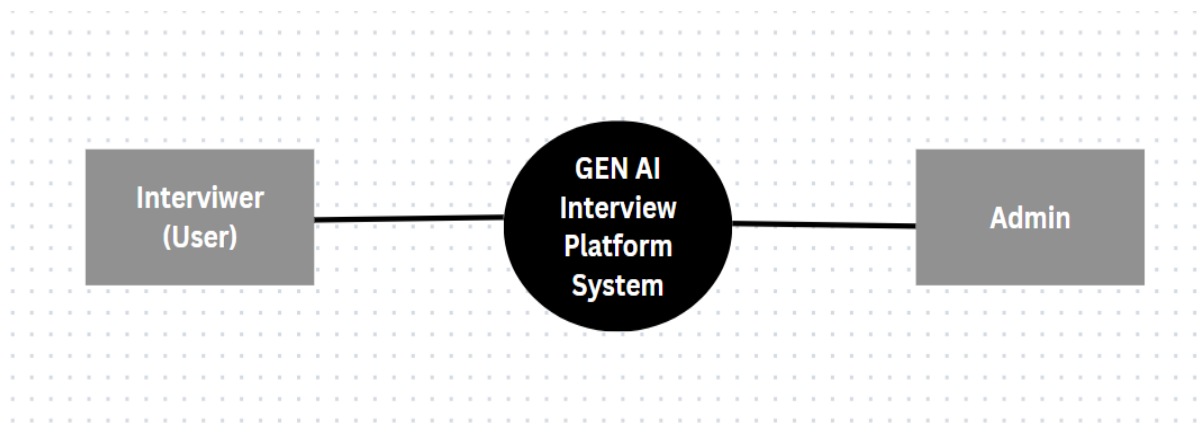 Interviwer
(User)
GEN AI
Interview
Platform
System
Admin